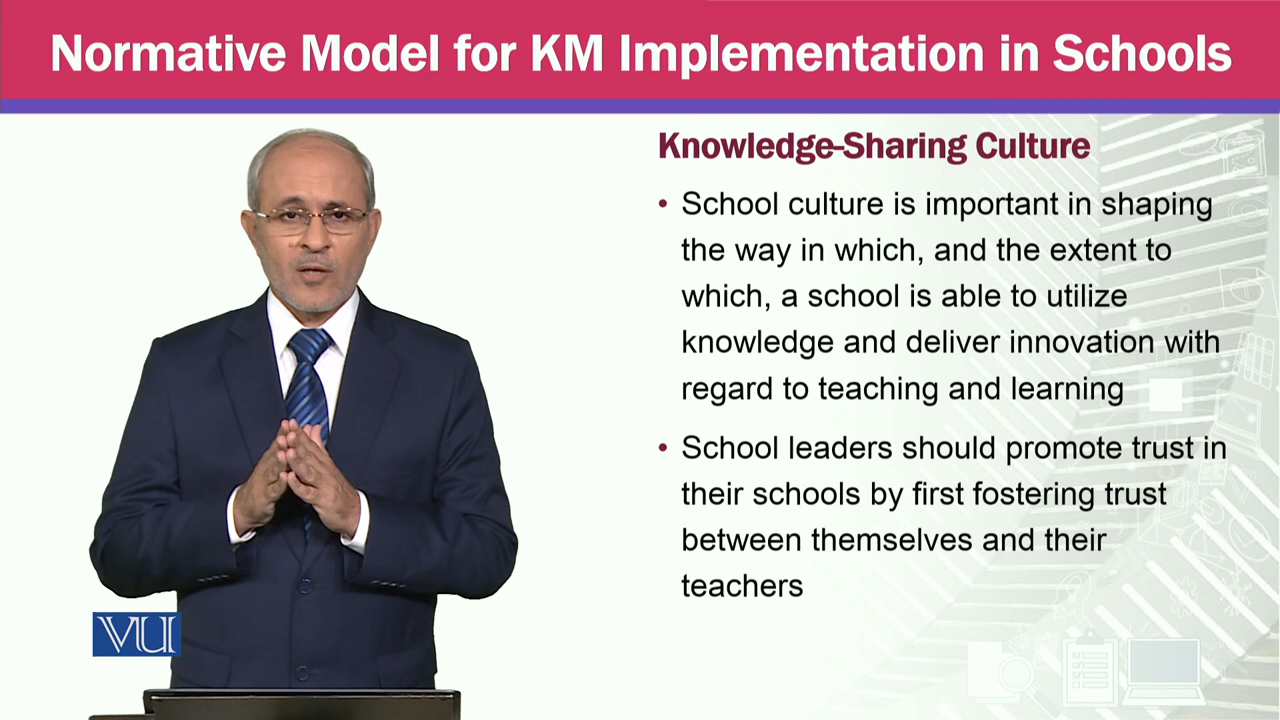 Normative Model for KM Implementation in Schools
Knowledge-Sharing Culture
• School culture is important in shaping
the way in which, and the extent to
which, a school is able to utilize
knowledge and deliver innovation with
regard to teaching and learning
• School leaders should promote trust in
their schools by first fostering trust
between themselves and their
teachers
VU